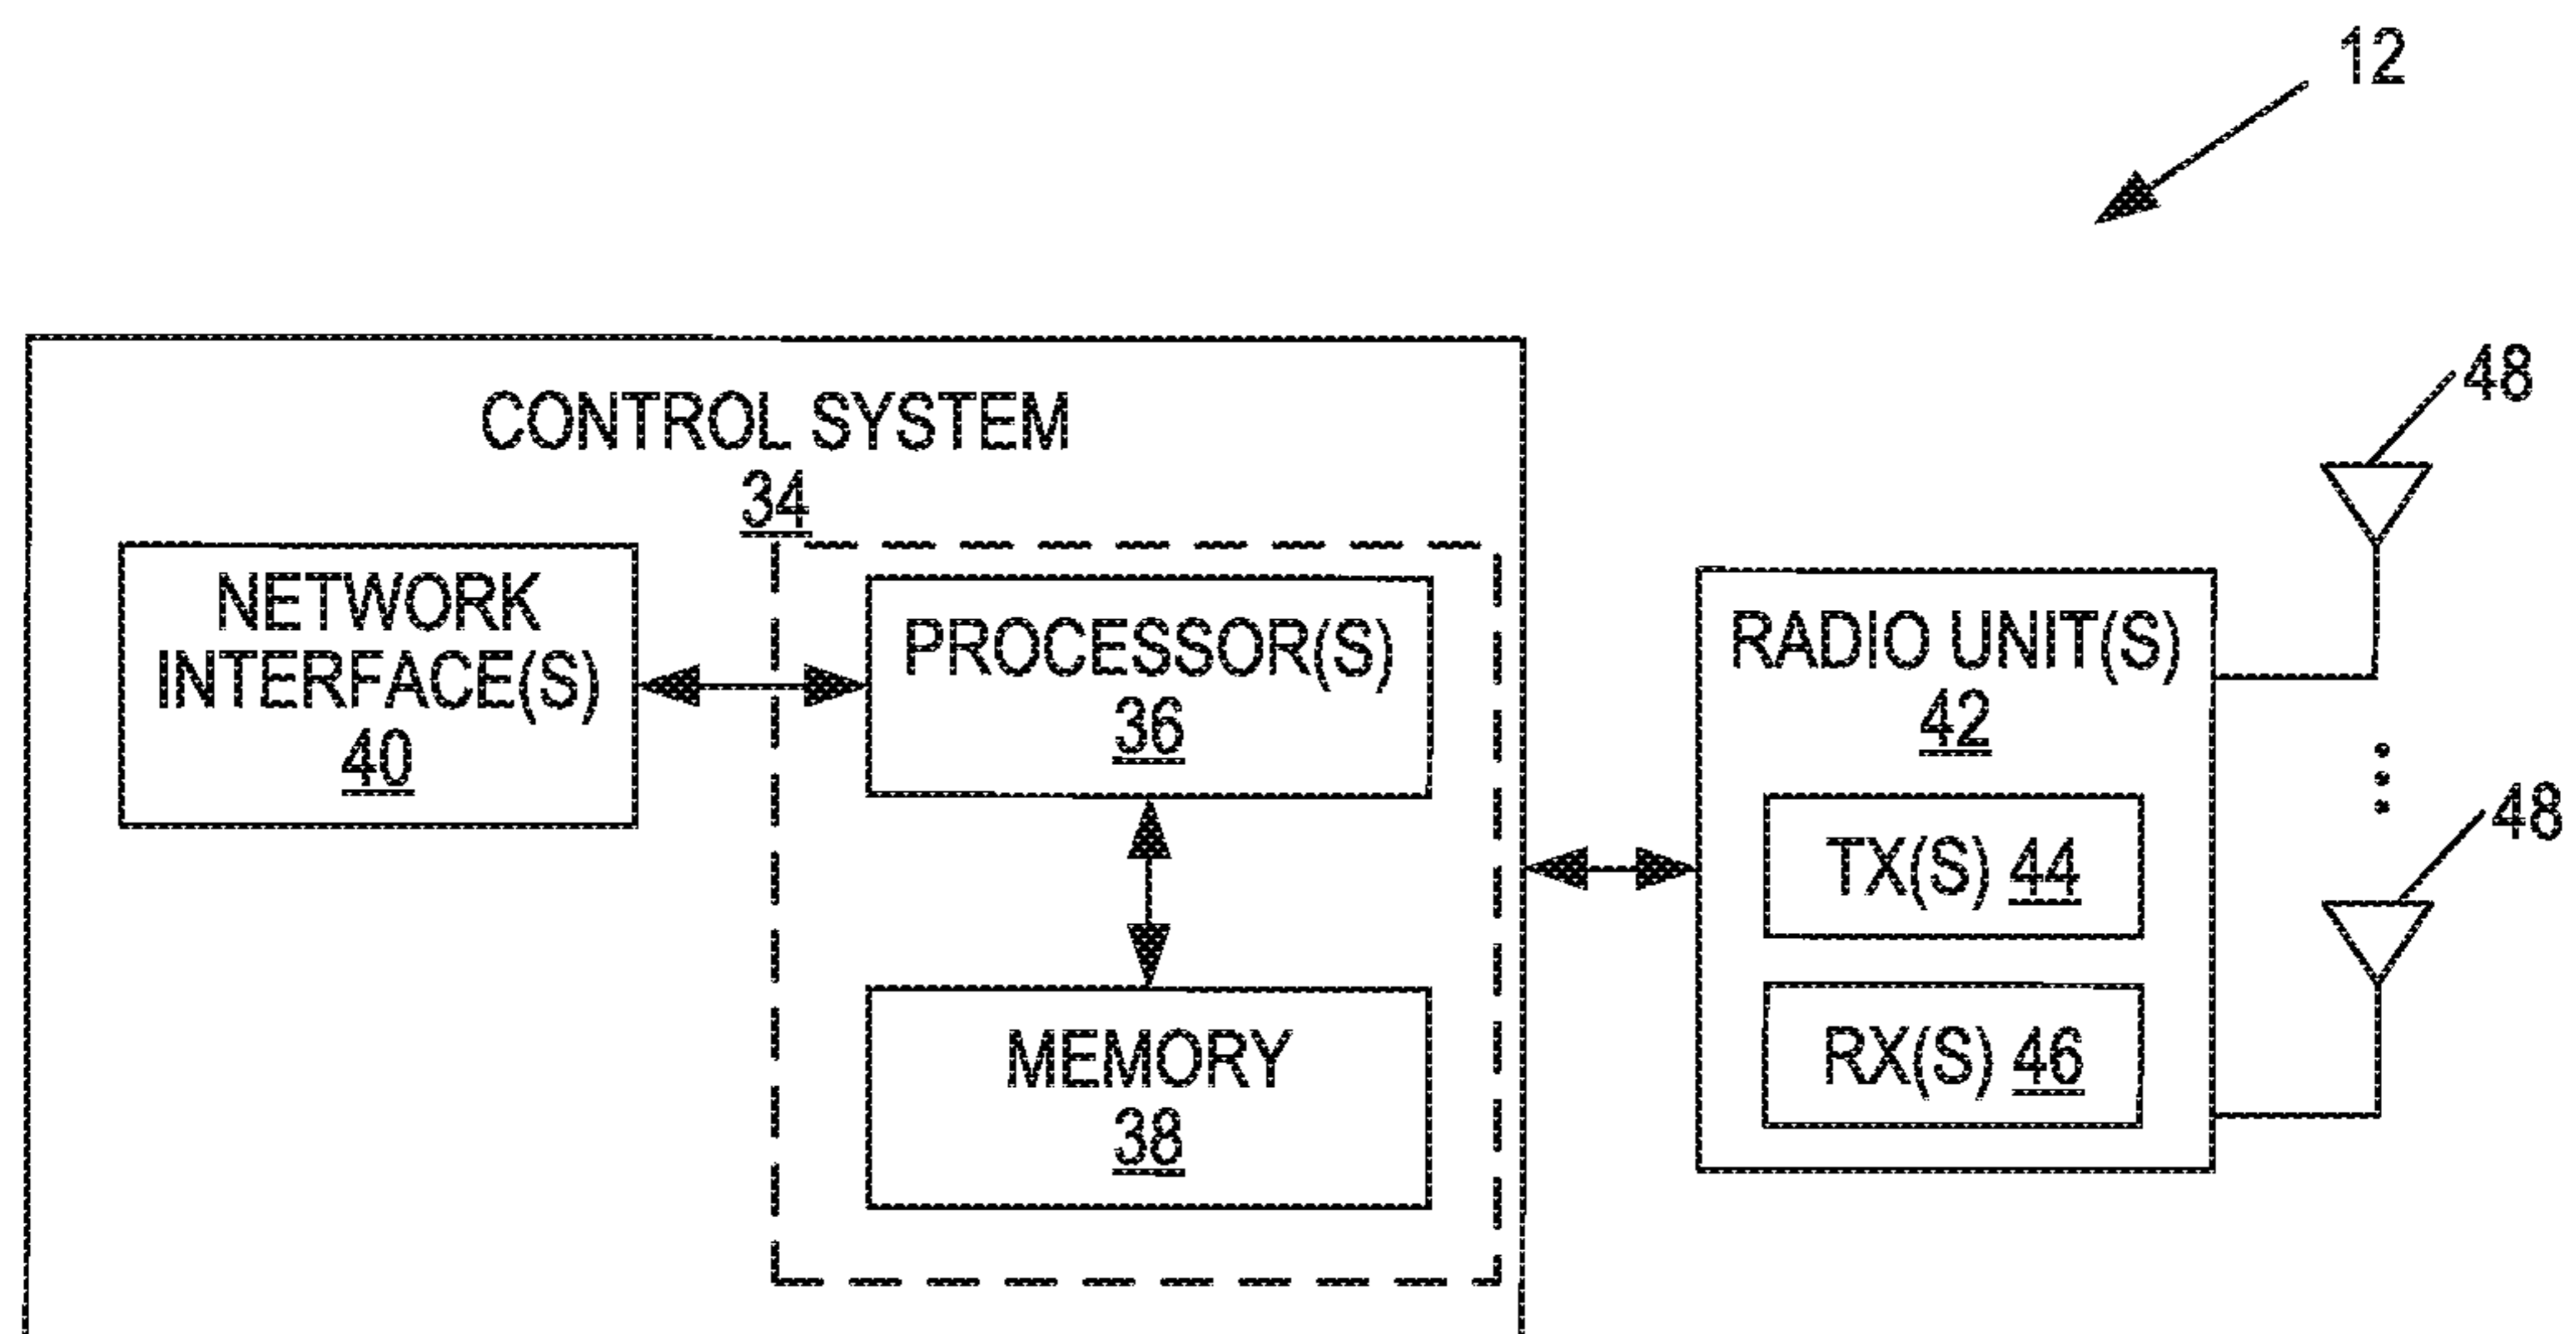 12
CONTROL SYSTEM
34
48
NETWORK
INTERFACE(S)
40
PROCESSOR(S)
36
MEMORY
38
RADIO UNIT(S)
42
TX(S) 44
RX(S) 46
48